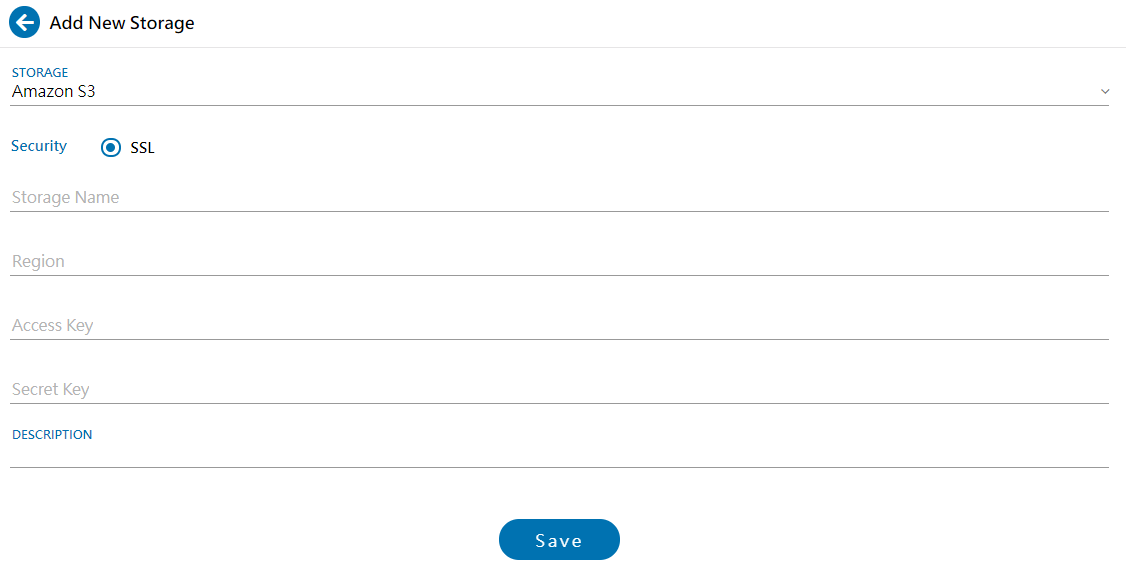 Add New Storage
STORAGE
Amazon S3
Security SSL
Storage Name
Region
Access Key
Secret Key
DESCRIPTION
Save